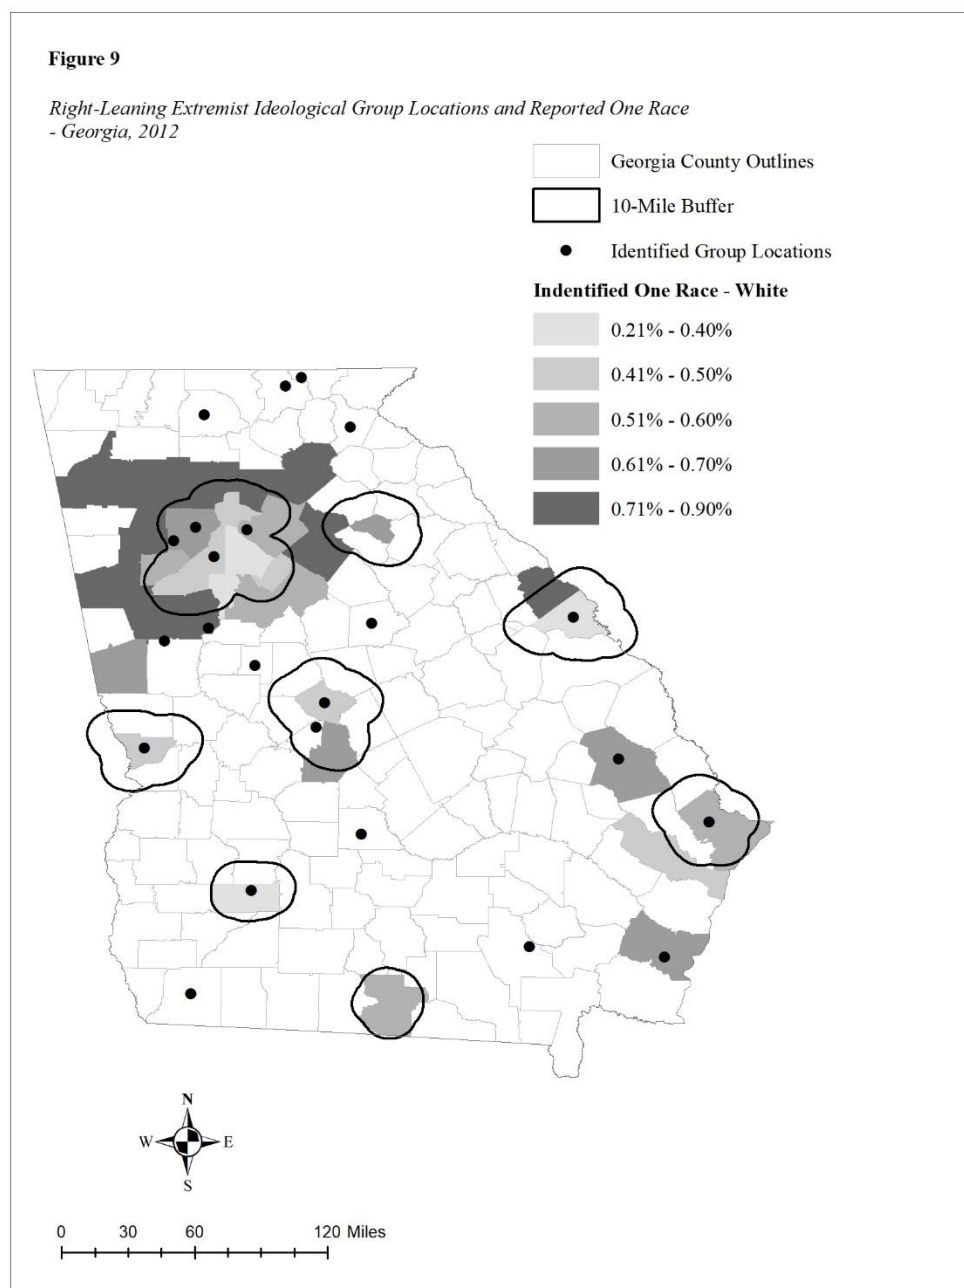 Figure 9
Right-Leaning Extremist Ideological Group Locations and Reported One Race
- Georgia, 2012
Georgia County Outlines
10-Mile Buffer
Identified Group Locations
Indentified One Race - White
0.21% - 0.40%
0.41% - 0.50%
0.51% - 0.60%
0.61% - 0.70%
0.71% - 0.90%
N
W E
S
0 30 60 120 Miles